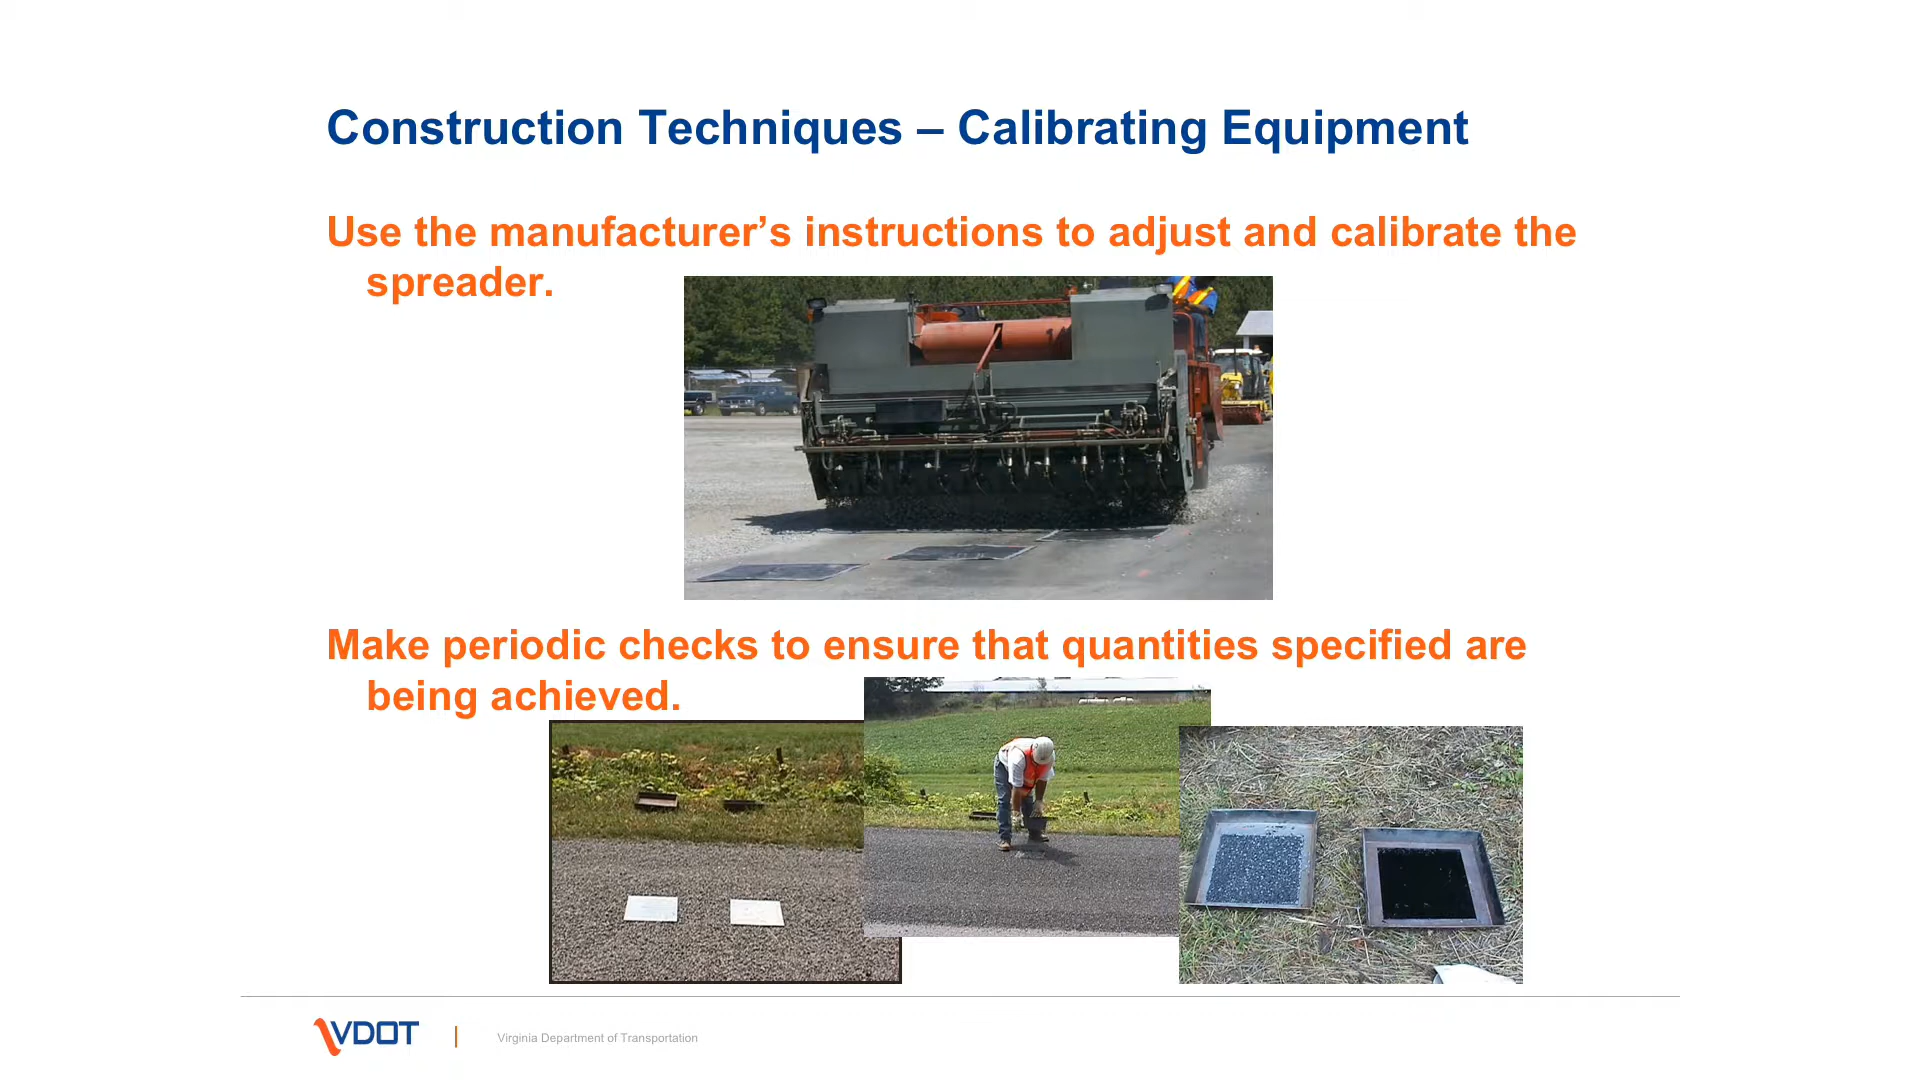 Construction Techniques – Calibrating Equipment
Use the manufacturer’s instructions to adjust and calibrate the
spreader.
Make periodic checks to ensure that quantities specified are
being achieved.
VDOT
Virginia Department of Transportation